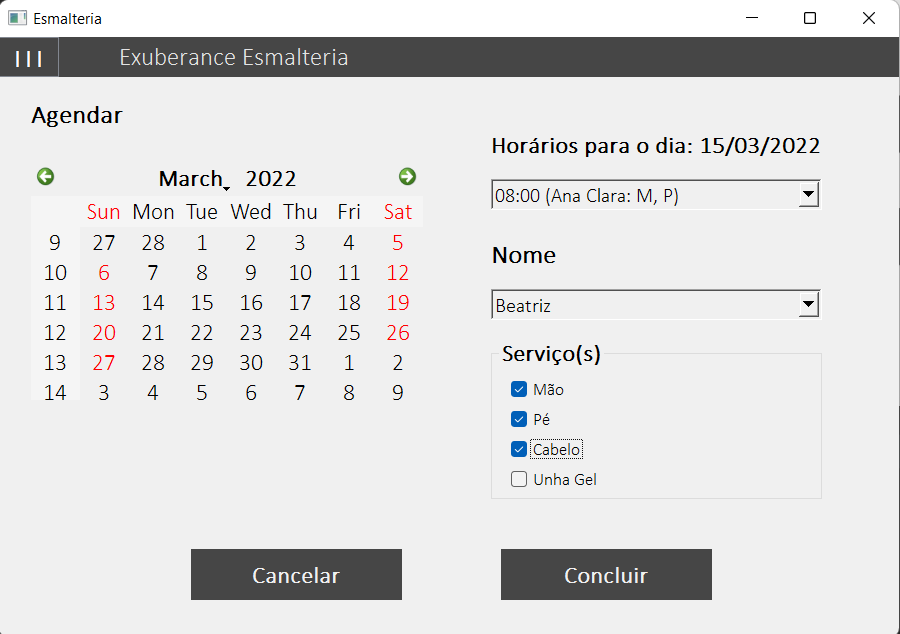 Esmalteria
III Exuberance Esmalteria
Agendar
March 2022
Sun Mon Tue Wed Thu Fri Sat
9 27 28 1 2 3 4 5
10 6 7 8 9 10 11 12
11 13 14 15 16 17 18 19
12 20 21 22 23 24 25 26
13 27 28 29 30 31 1 2
14 3 4 5 6 7 8 9
Horários para o dia: 15/03/2022
08:00 (Ana Clara: M, P)
Nome
Beatriz
Serviço(s)
Mão
Pé
Cabelo
Unha Gel
Cancelar
Concluir